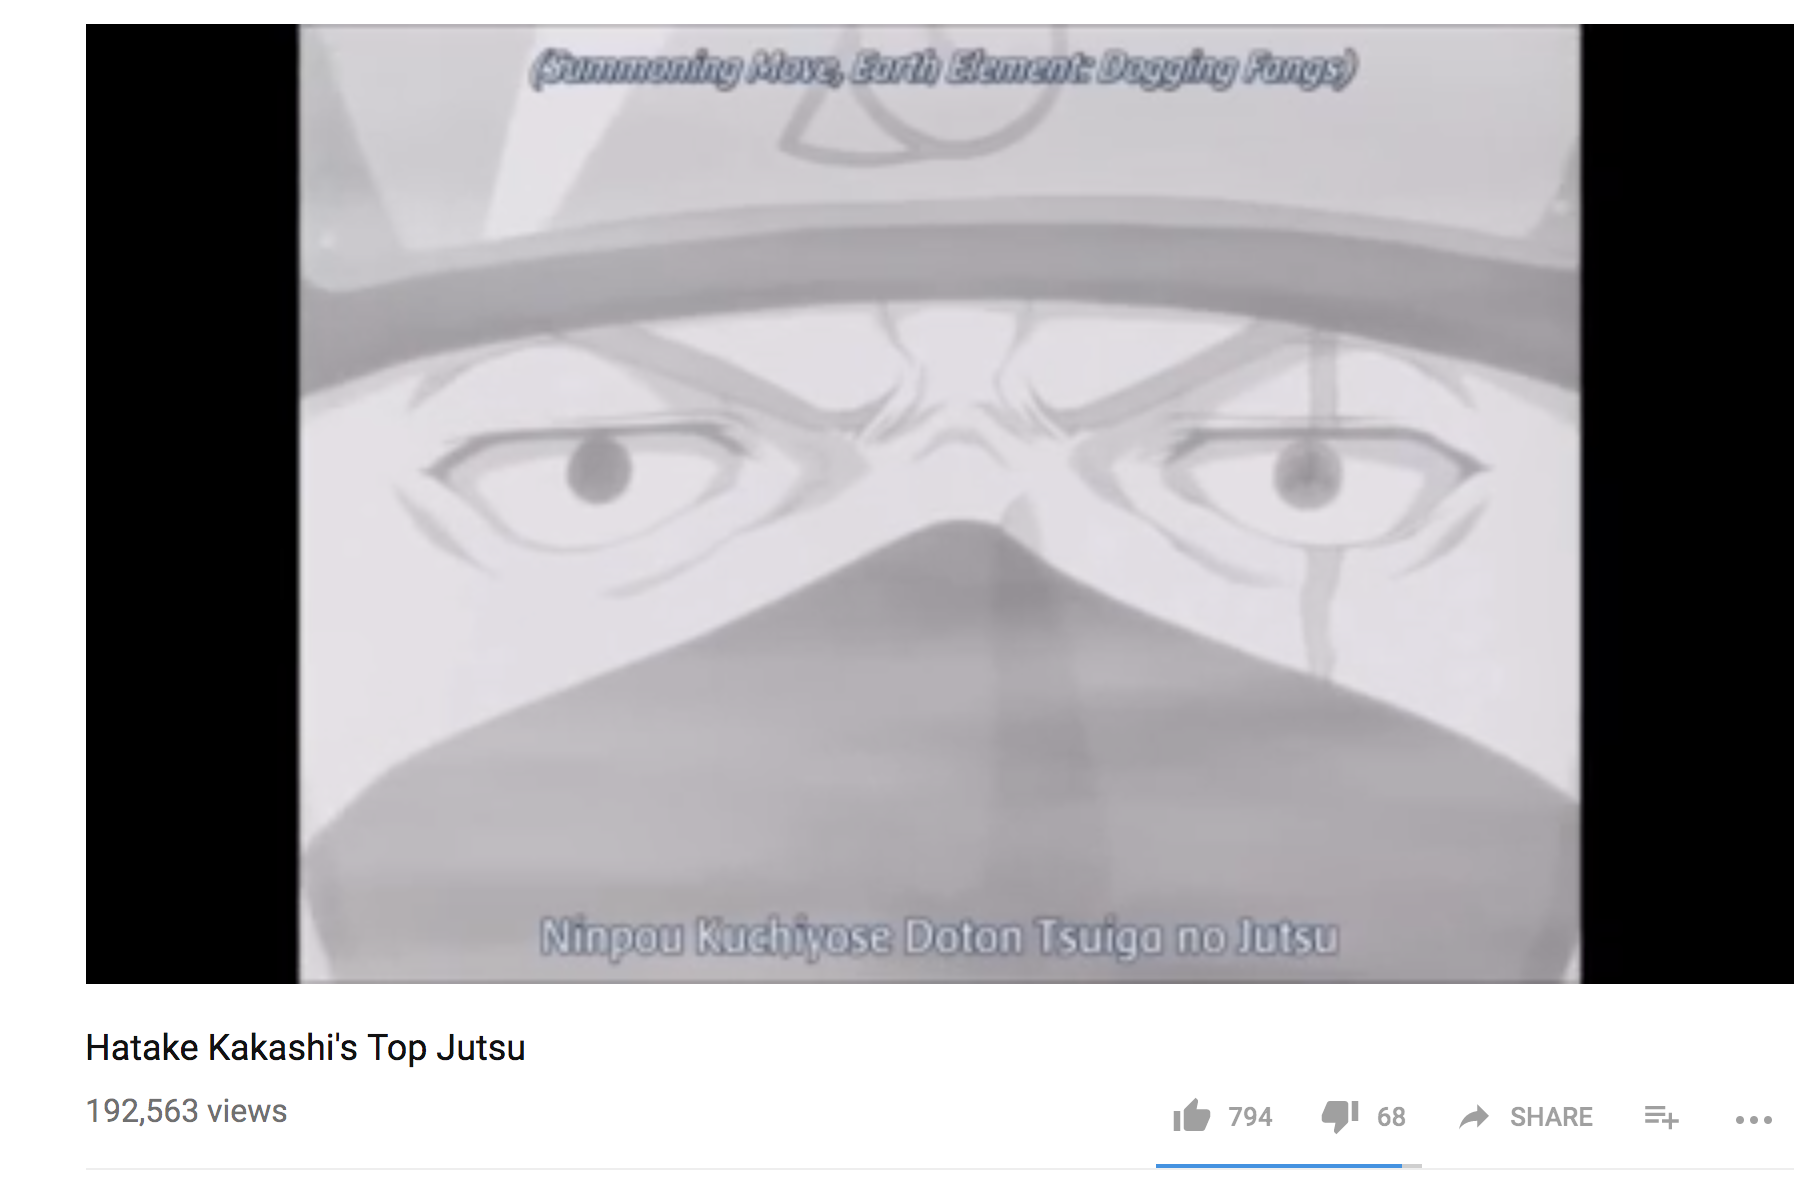 (Summoning Move, Earth Element: Dogging Fangs)
Ninpou Kuchiyose Doton Tsuiga no Jutsu
Hatake Kakashi's Top Jutsu
192,563 views
794 68 SHARE